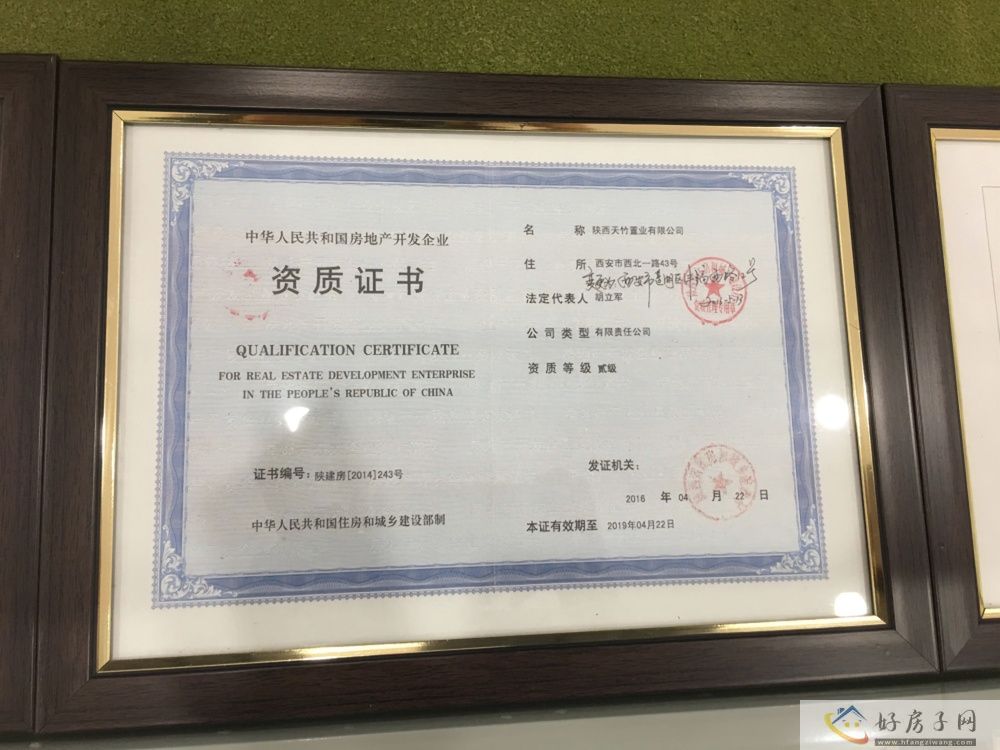 中华人民共和国房地产开发企业
资质证书
QUALIFICATION CERTIFICATE
FOR REAL ESTATE DEVELOPMENT ENTERPRISE
IN THE PEOPLE'S REPUBLIC OF CHINA
证书编号：陕建房[2014]243号
中华人民共和国住房和城乡建设部制
名 称 陕西天竹置业有限公司
住 所 西安市西北一路43号
法定代表人 胡立军
公司类型 有限责任公司
资质等级 贰级
发证机关：
2016 年 04 月 22 日
本证有效期至 2019年04月22日
好房子网
www.hfangziwang.com